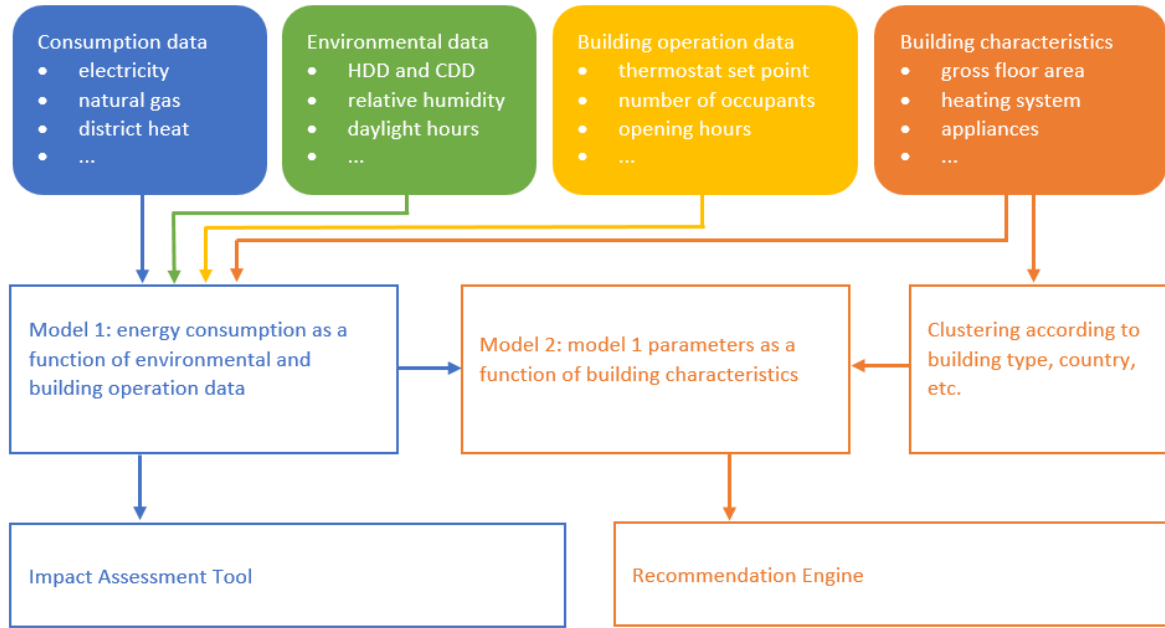 Consumption data
• electricity
• natural gas
• district heat
• ...
Environmental data
• HDD and CDD
• relative humidity
• daylight hours
• ...
Building operation data
• thermostat set point
• number of occupants
• opening hours
• ...
Building characteristics
• gross floor area
• heating system
• appliances
• ...
Model 1: energy consumption as a
function of environmental and
building operation data
Model 2: model 1 parameters as a
function of building characteristics
Clustering according to
building type, country,
etc.
Impact Assessment Tool
Recommendation Engine